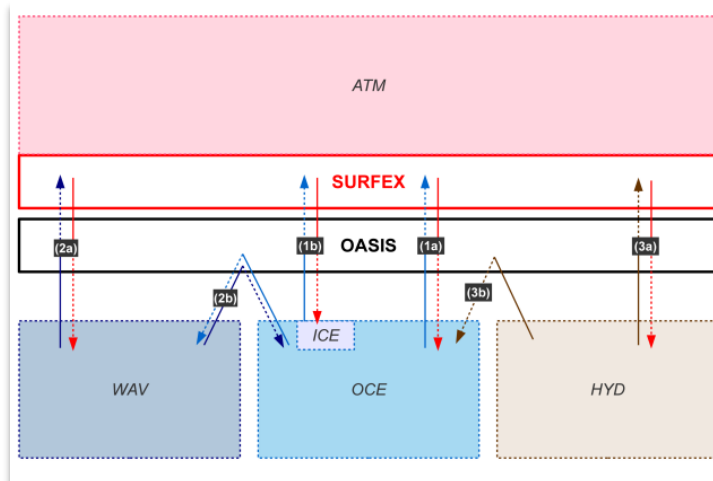 ATM
SURFEX
OASIS
(2a)
(1b)
(1a)
(3a)
(2b)
(3b)
ICE
WAV
OCE
HYD